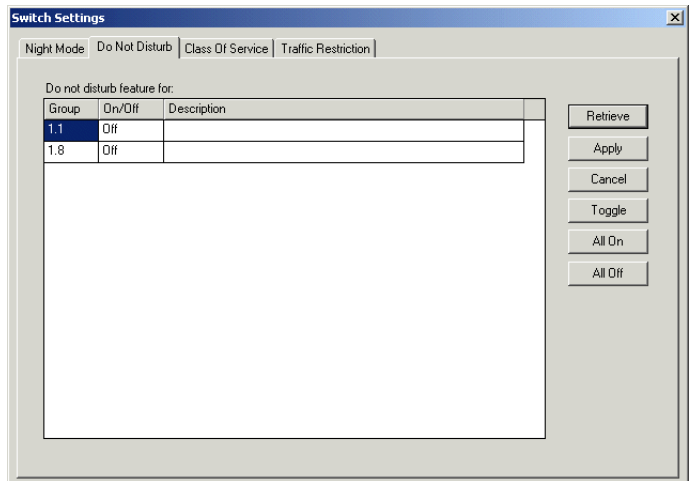 Switch Settings
Night Mode Do Not Disturb Class Of Service Traffic Restriction
Do not disturb feature for:
Group On/Off Description
1.1 Off
1.8 Off
Retrieve
Apply
Cancel
Toggle
All On
All Off